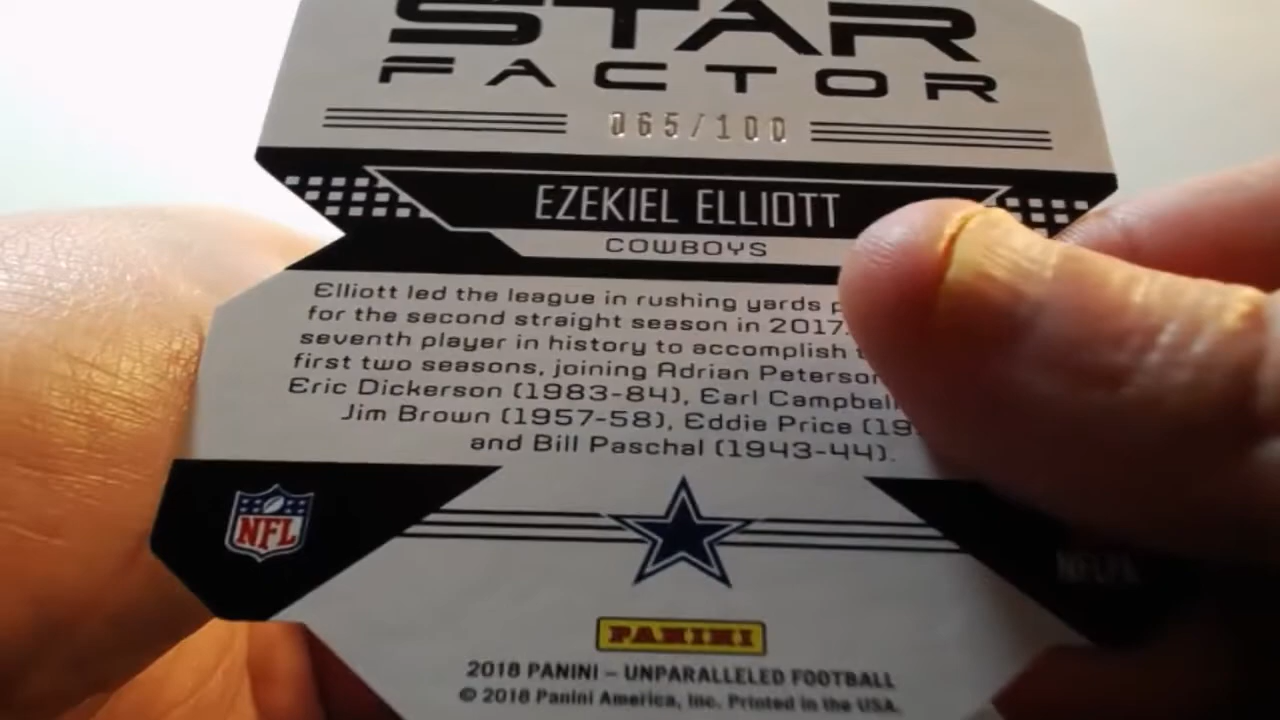 STAR
FACTOR
065/100
EZEKIEL ELLIOTT
COWBOYS
Elliott led the league in rushing yards
for the second straight season in 2017.
seventh player in history to accomplish
first two seasons, joining Adrian Peterson
Eric Dickerson (1983-84), Earl Campbell
Jim Brown (1957-58), Eddie Price (19
and Bill Paschal (1943-44).
NFL
NFLPA
PANINI
2018 PANINI – UNPARALLELED FOOTBALL
© 2018 Panini America, Inc. Printed in the USA.